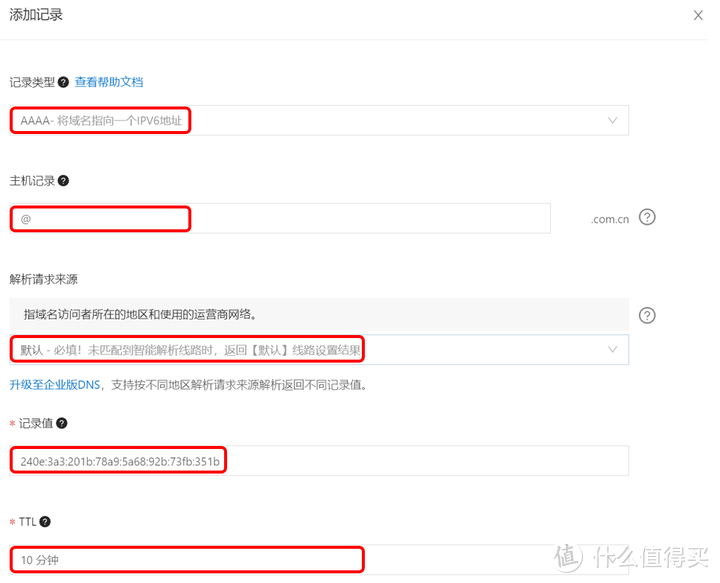 添加记录
记录类型 查看帮助文档
AAAA- 将域名指向一个IPV6地址
主机记录
@
.com.cn
解析请求来源
指域名访问者所在的地区和使用的运营商网络。
默认 - 必填！未匹配到智能解析线路时，返回【默认】线路设置结果
升级至企业版DNS，支持按不同地区解析请求来源解析返回不同记录值。
* 记录值
240e:3a3:201b:78a9:5a68:92b:73fb:351b
* TTL
10 分钟
值 什么值得买